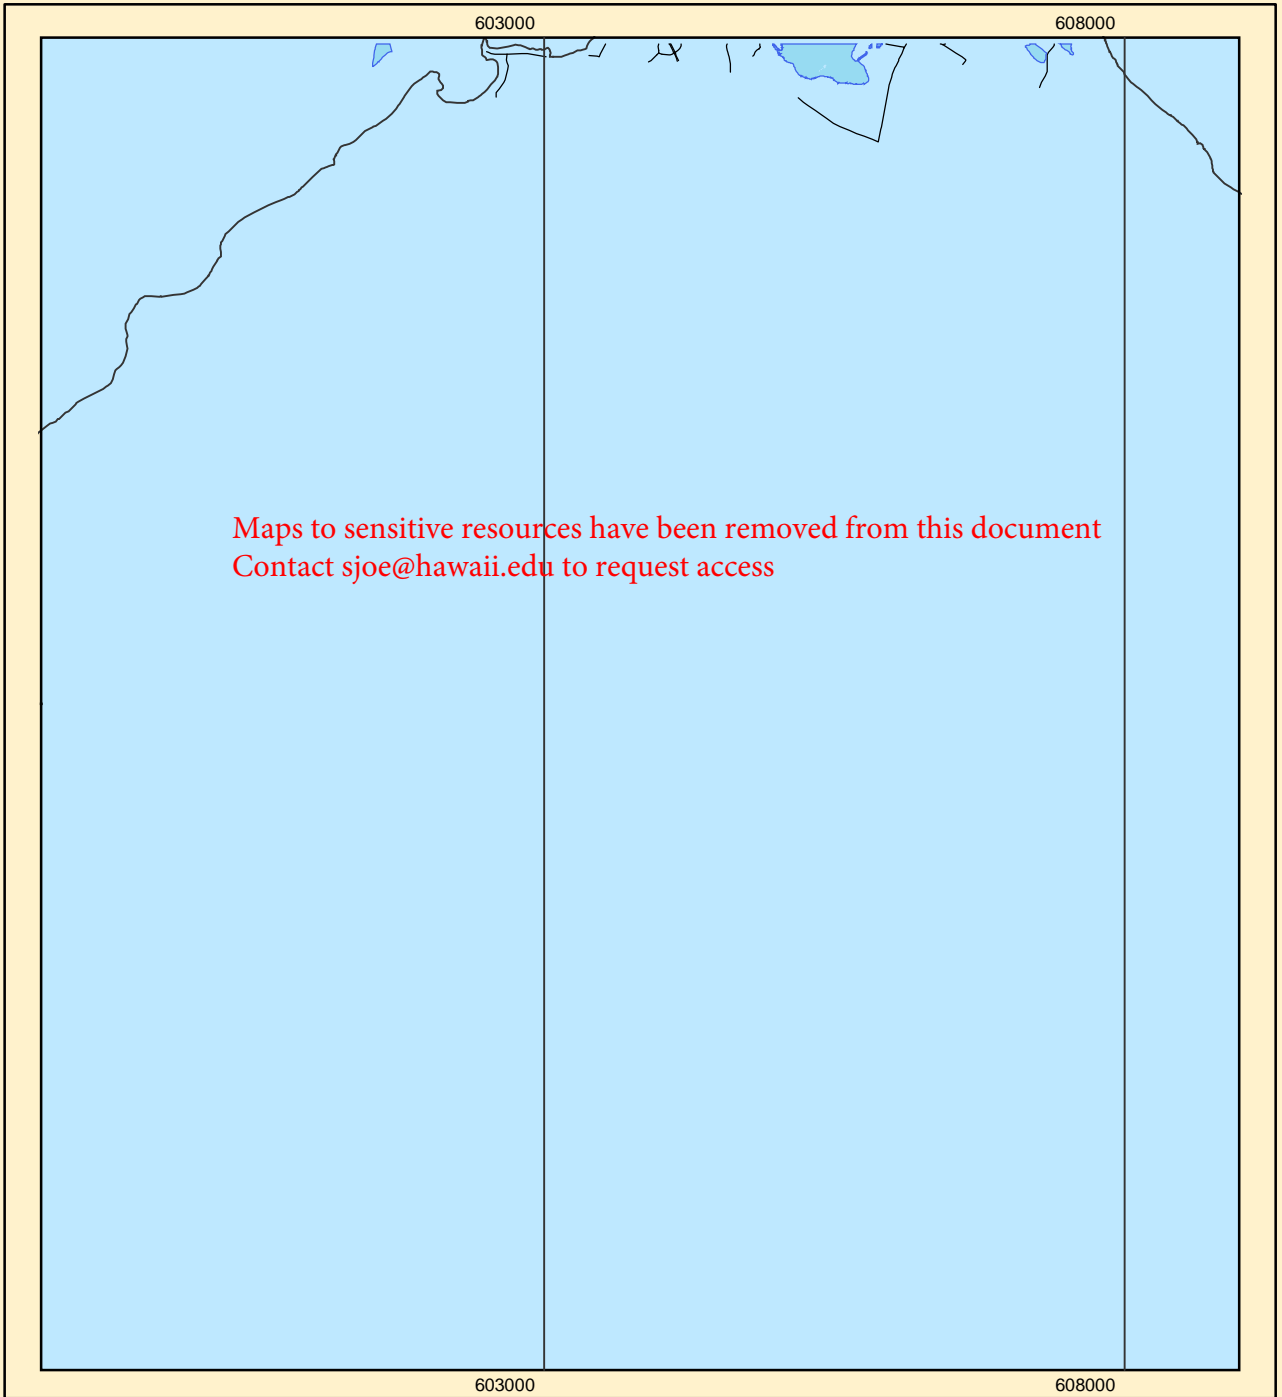 603000 608000
Maps to sensitive resources have been removed from this document
Contact sjoe@hawaii.edu to request access
603000 608000